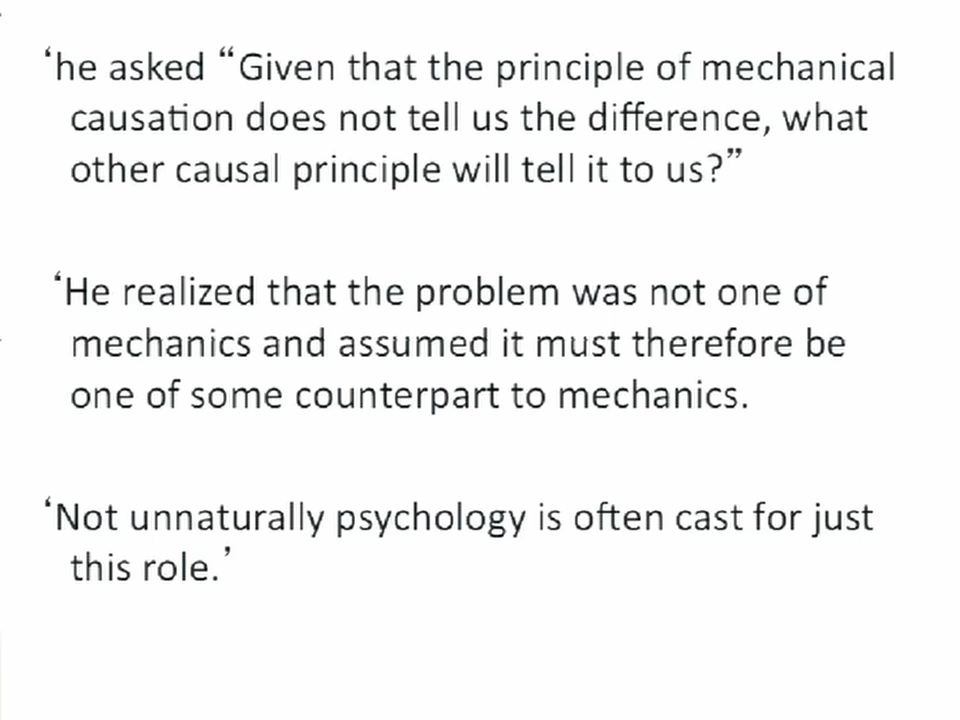 ‘he asked “Given that the principle of mechanical
causation does not tell us the difference, what
other causal principle will tell it to us?”
‘He realized that the problem was not one of
mechanics and assumed it must therefore be
one of some counterpart to mechanics.
‘Not unnaturally psychology is often cast for just
this role.’